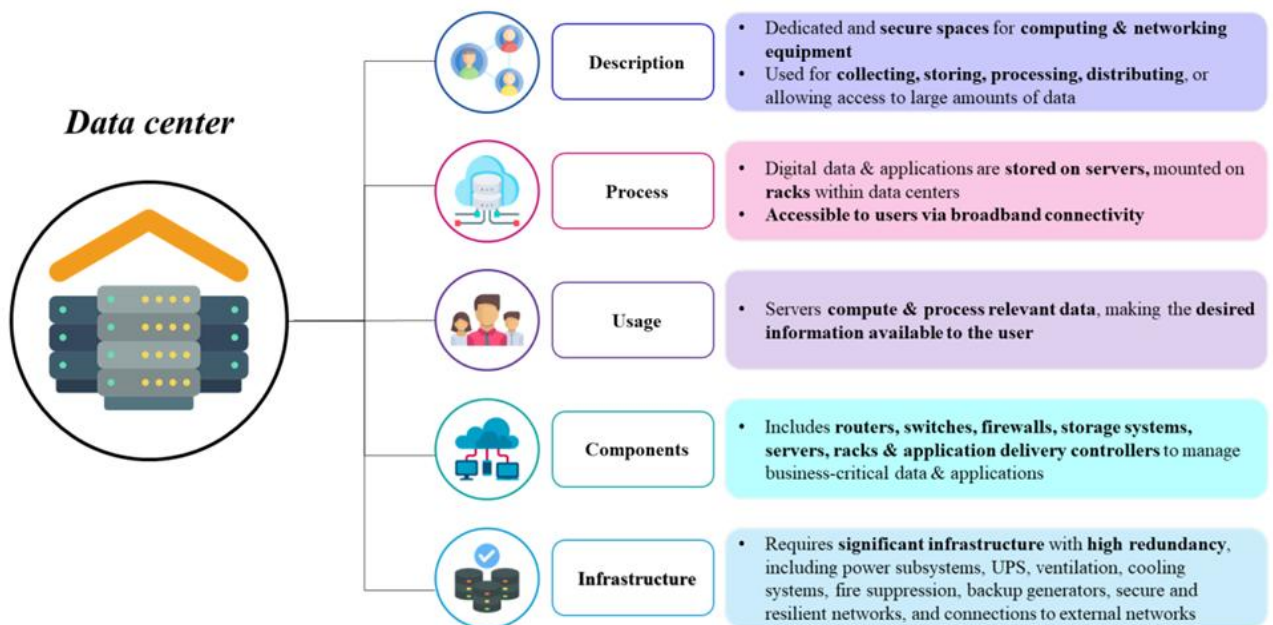 Data center
Description
• Dedicated and secure spaces for computing & networking
equipment
• Used for collecting, storing, processing, distributing, or
allowing access to large amounts of data
Process
• Digital data & applications are stored on servers, mounted on
racks within data centers
• Accessible to users via broadband connectivity
Usage
• Servers compute & process relevant data, making the desired
information available to the user
Components
• Includes routers, switches, firewalls, storage systems,
servers, racks & application delivery controllers to manage
business-critical data & applications
Infrastructure
• Requires significant infrastructure with high redundancy,
including power subsystems, UPS, ventilation, cooling
systems, fire suppression, backup generators, secure and
resilient networks, and connections to external networks